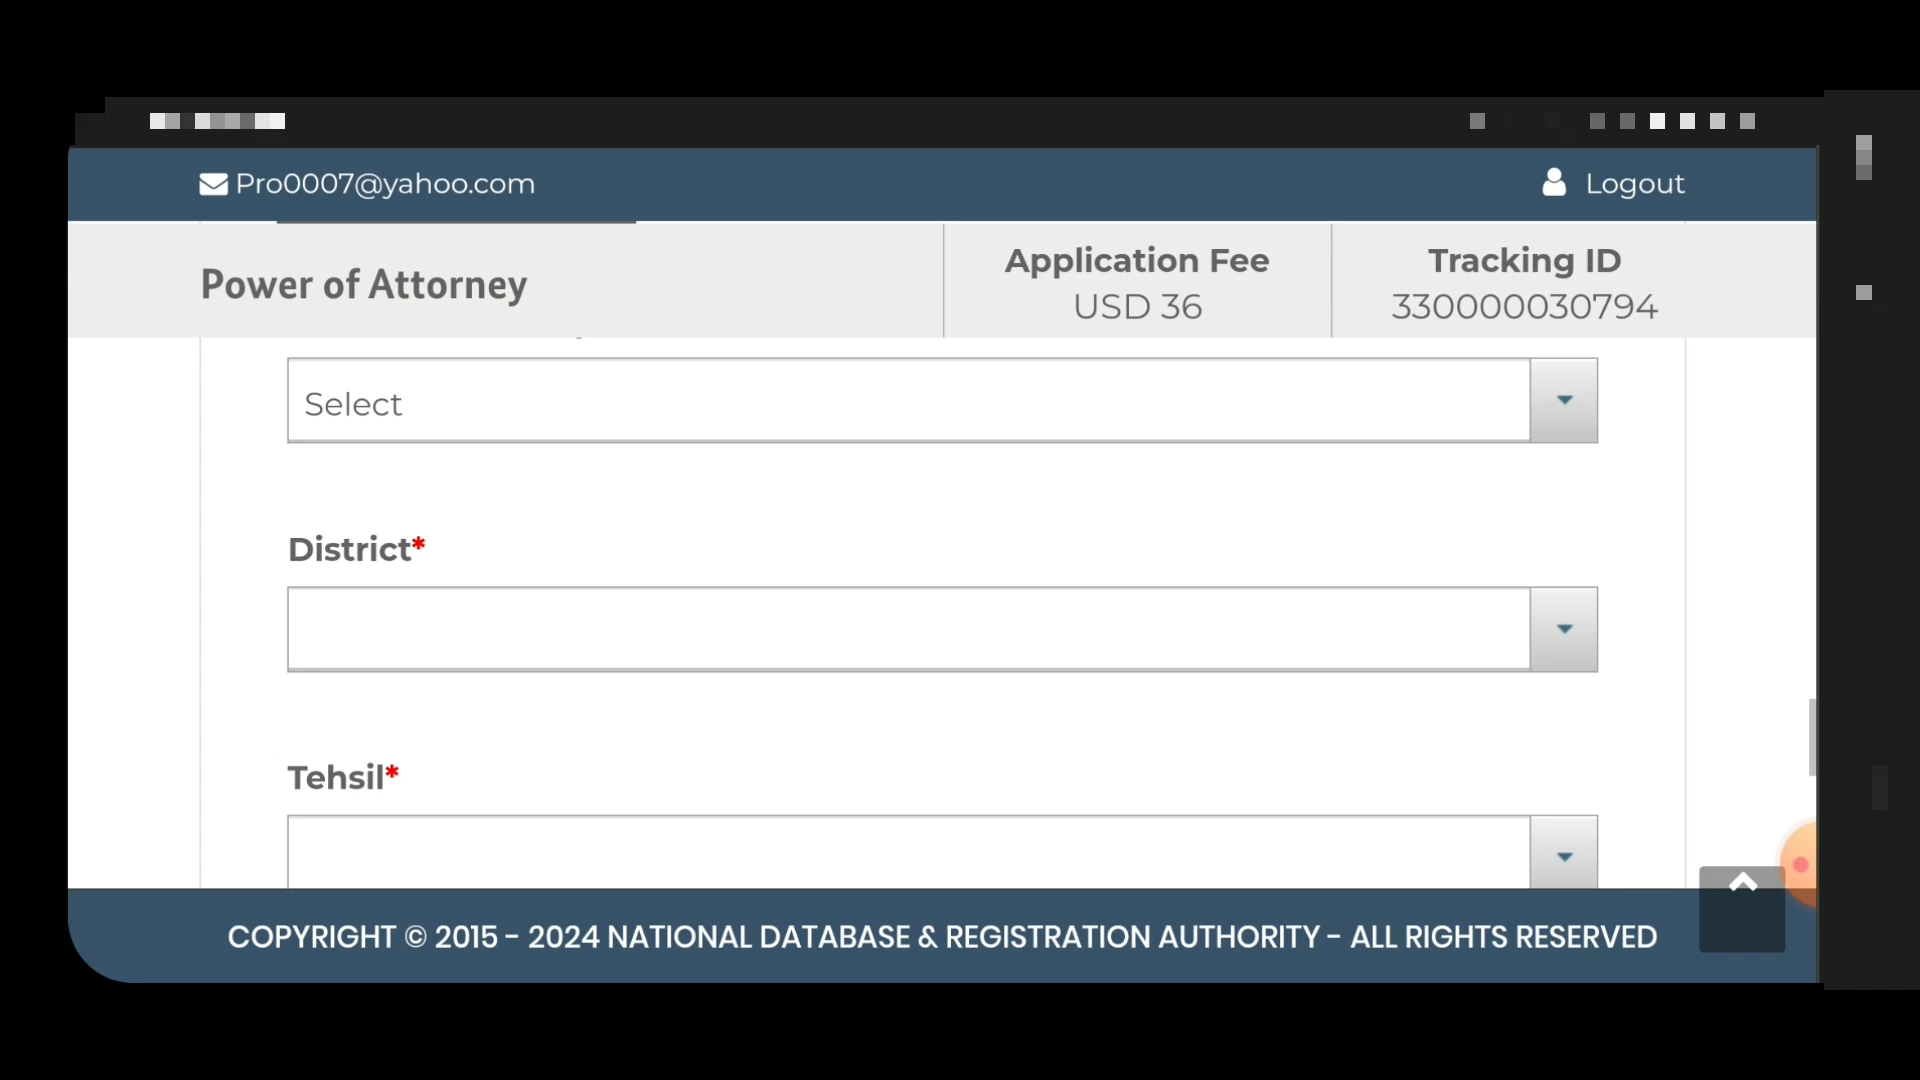 Pro0007@yahoo.com
Logout
Power of Attorney
Application Fee
USD 36
Tracking ID
330000030794
Select
District*
Tehsil*
COPYRIGHT © 2015 - 2024 NATIONAL DATABASE & REGISTRATION AUTHORITY - ALL RIGHTS RESERVED